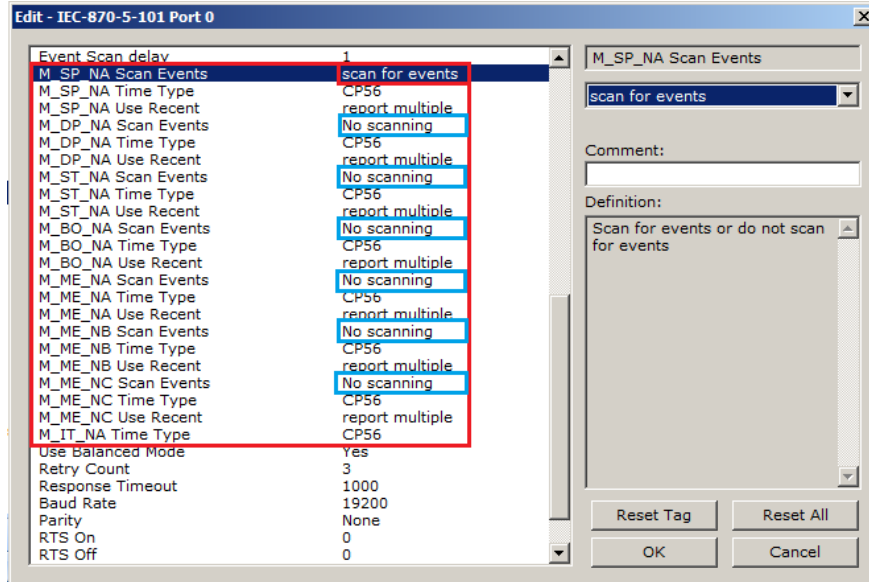 Edit - IEC-870-5-101 Port 0
Event Scan delay 1
M_SP_NA Scan Events scan for events
M_SP_NA Time Type CP56
M_SP_NA Use Recent report multiple
M_DP_NA Scan Events No scanning
M_DP_NA Time Type CP56
M_DP_NA Use Recent report multiple
M_ST_NA Scan Events No scanning
M_ST_NA Time Type CP56
M_ST_NA Use Recent report multiple
M_BO_NA Scan Events No scanning
M_BO_NA Time Type CP56
M_BO_NA Use Recent report multiple
M_ME_NA Scan Events No scanning
M_ME_NA Time Type CP56
M_ME_NA Use Recent report multiple
M_ME_NB Scan Events No scanning
M_ME_NB Time Type CP56
M_ME_NB Use Recent report multiple
M_ME_NC Scan Events No scanning
M_ME_NC Time Type CP56
M_ME_NC Use Recent report multiple
M_IT_NA Time Type CP56
Use Balanced Mode Yes
Retry Count 3
Response Timeout 1000
Baud Rate 19200
Parity None
RTS On 0
RTS Off 0
M_SP_NA Scan Events
scan for events
Comment:
Definition:
Scan for events or do not scan
for events
Reset Tag Reset All
OK Cancel